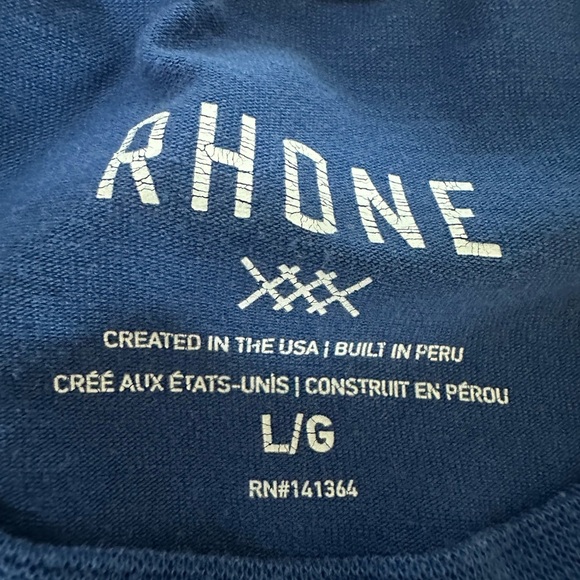 RHONE
CREATED IN THE USA | BUILT IN PERU
CRÉÉ AUX ÉTATS-UNIS | CONSTRUIT EN PÉROU
L/G
RN#141364